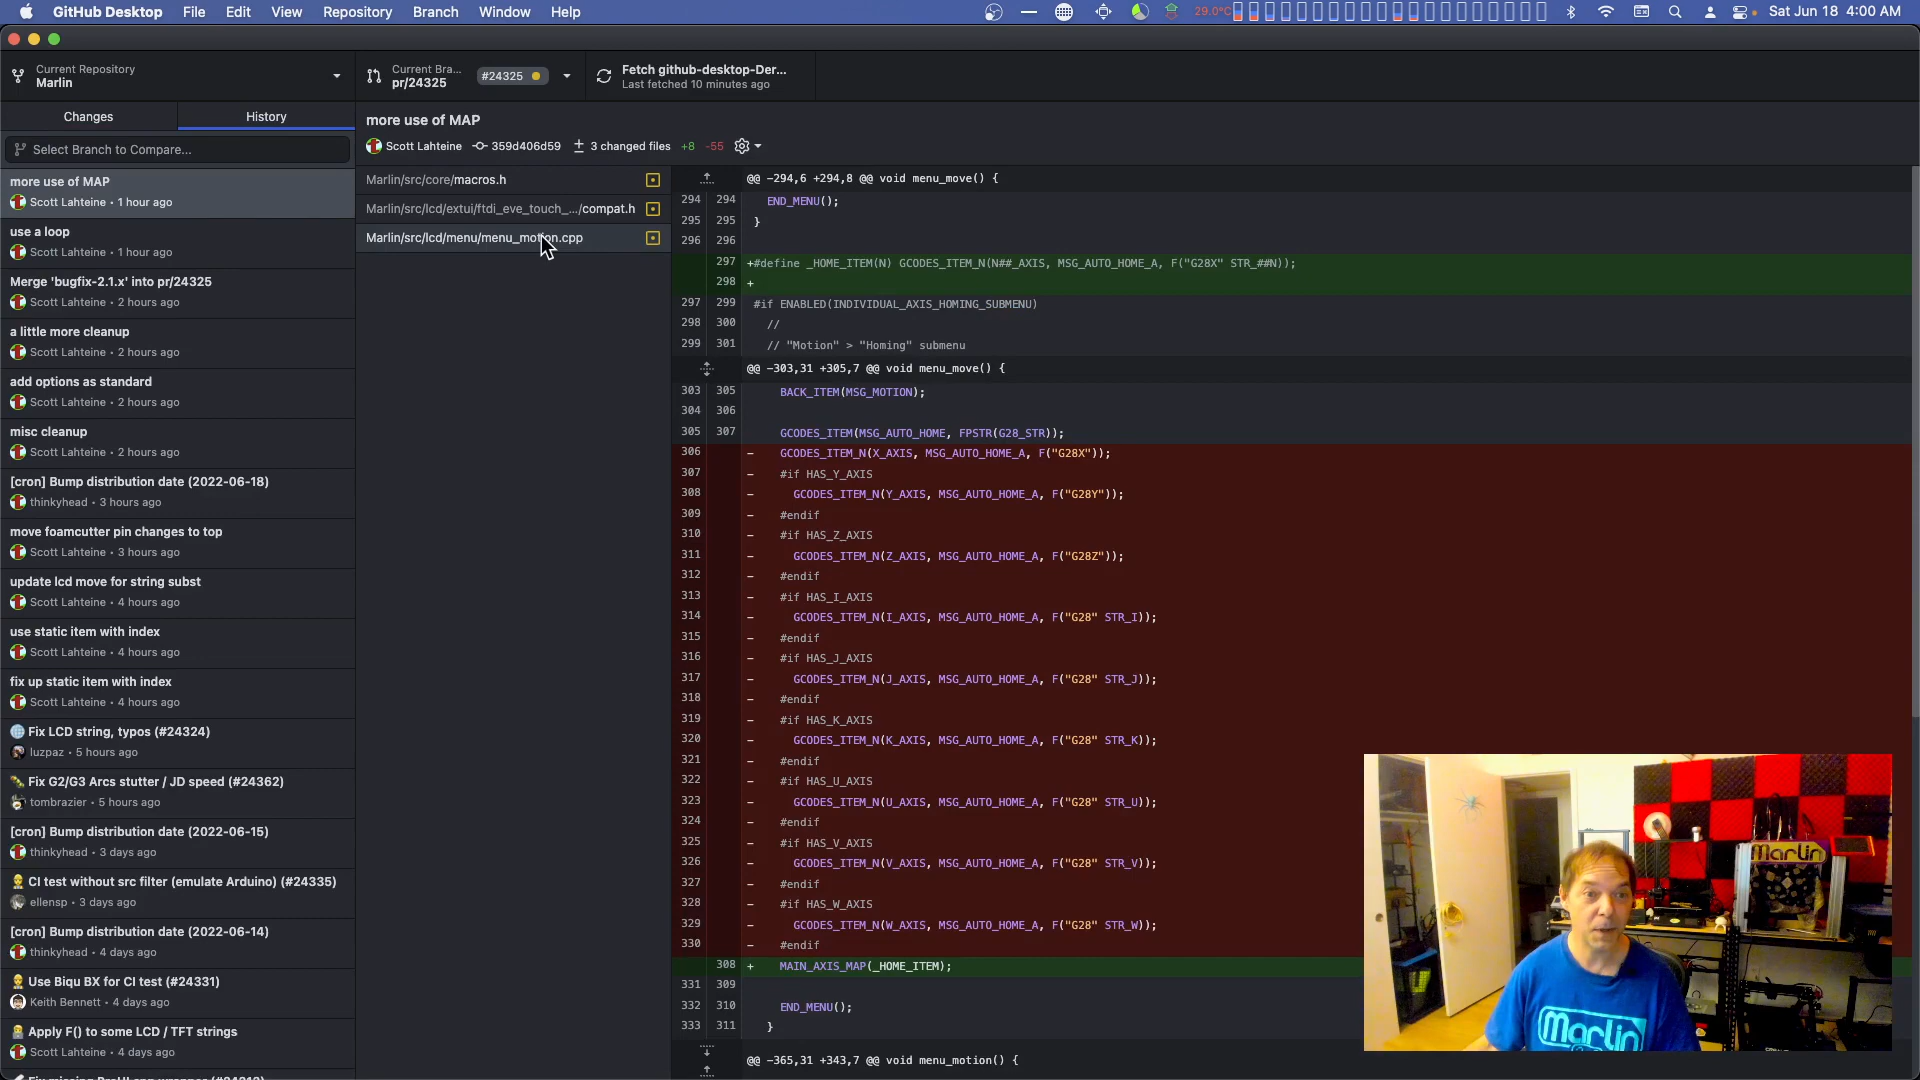 GitHub Desktop File Edit View Repository Branch Window Help 29.0°C Sat Jun 18 4:00 AM
Current Repository
Marlin
Current Bra...
pr/24325
#24325
Fetch github-desktop-Der...
Last fetched 10 minutes ago
Changes
History
Select Branch to Compare...
more use of MAP
Scott Lahteine • 1 hour ago
use a loop
Scott Lahteine • 1 hour ago
Merge 'bugfix-2.1.x' into pr/24325
Scott Lahteine • 2 hours ago
a little more cleanup
Scott Lahteine • 2 hours ago
add options as standard
Scott Lahteine • 2 hours ago
misc cleanup
Scott Lahteine • 2 hours ago
[cron] Bump distribution date (2022-06-18)
thinkyhead • 3 hours ago
move foamcutter pin changes to top
Scott Lahteine • 3 hours ago
update lcd move for string subst
Scott Lahteine • 4 hours ago
use static item with index
Scott Lahteine • 4 hours ago
fix up static item with index
Scott Lahteine • 4 hours ago
Fix LCD string, typos (#24324)
luzpaz • 5 hours ago
Fix G2/G3 Arcs stutter / JD speed (#24362)
tombrazier • 5 hours ago
[cron] Bump distribution date (2022-06-15)
thinkyhead • 3 days ago
CI test without src filter (emulate Arduino) (#24335)
ellensp • 3 days ago
[cron] Bump distribution date (2022-06-14)
thinkyhead • 4 days ago
Use Biqu BX for CI test (#24331)
Keith Bennett • 4 days ago
Apply F() to some LCD / TFT strings
Scott Lahteine • 4 days ago
more use of MAP
Scott Lahteine 359d406d59 3 changed files +8 -55
Marlin/src/core/macros.h
Marlin/src/lcd/extui/ftdi_eve_touch_.../compat.h
Marlin/src/lcd/menu/menu_motion.cpp
@@ -294,6 +294,8 @@ void menu_move() {
294 294 END_MENU();
295 295 }
296 296
297 +#define _HOME_ITEM(N) GCODES_ITEM_N(N##_AXIS, MSG_AUTO_HOME_A, F("G28X" STR_##N));
298 +
297 299 #if ENABLED(INDIVIDUAL_AXIS_HOMING_SUBMENU)
298 300 //
299 301 // "Motion" > "Homing" submenu
@@ -303,31 +305,7 @@ void menu_move() {
303 305 BACK_ITEM(MSG_MOTION);
304 306
305 307 GCODES_ITEM(MSG_AUTO_HOME, FPSTR(G28_STR));
306 - GCODES_ITEM_N(X_AXIS, MSG_AUTO_HOME_A, F("G28X"));
307 - #if HAS_Y_AXIS
308 - GCODES_ITEM_N(Y_AXIS, MSG_AUTO_HOME_A, F("G28Y"));
309 - #endif
310 - #if HAS_Z_AXIS
311 - GCODES_ITEM_N(Z_AXIS, MSG_AUTO_HOME_A, F("G28Z"));
312 - #endif
313 - #if HAS_I_AXIS
314 - GCODES_ITEM_N(I_AXIS, MSG_AUTO_HOME_A, F("G28" STR_I));
315 - #endif
316 - #if HAS_J_AXIS
317 - GCODES_ITEM_N(J_AXIS, MSG_AUTO_HOME_A, F("G28" STR_J));
318 - #endif
319 - #if HAS_K_AXIS
320 - GCODES_ITEM_N(K_AXIS, MSG_AUTO_HOME_A, F("G28" STR_K));
321 - #endif
322 - #if HAS_U_AXIS
323 - GCODES_ITEM_N(U_AXIS, MSG_AUTO_HOME_A, F("G28" STR_U));
324 - #endif
325 - #if HAS_V_AXIS
326 - GCODES_ITEM_N(V_AXIS, MSG_AUTO_HOME_A, F("G28" STR_V));
327 - #endif
328 - #if HAS_W_AXIS
329 - GCODES_ITEM_N(W_AXIS, MSG_AUTO_HOME_A, F("G28" STR_W));
330 - #endif
308 + MAIN_AXIS_MAP(_HOME_ITEM);
331 309
332 310 END_MENU();
333 311 }
@@ -365,31 +343,7 @@ void menu_motion() {
Marlin
Marlin